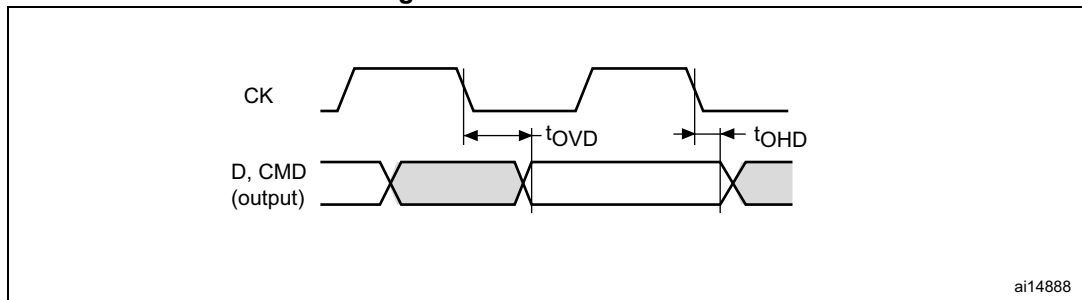 CK
tOVD
tOHD
D, CMD
(output)
ai14888